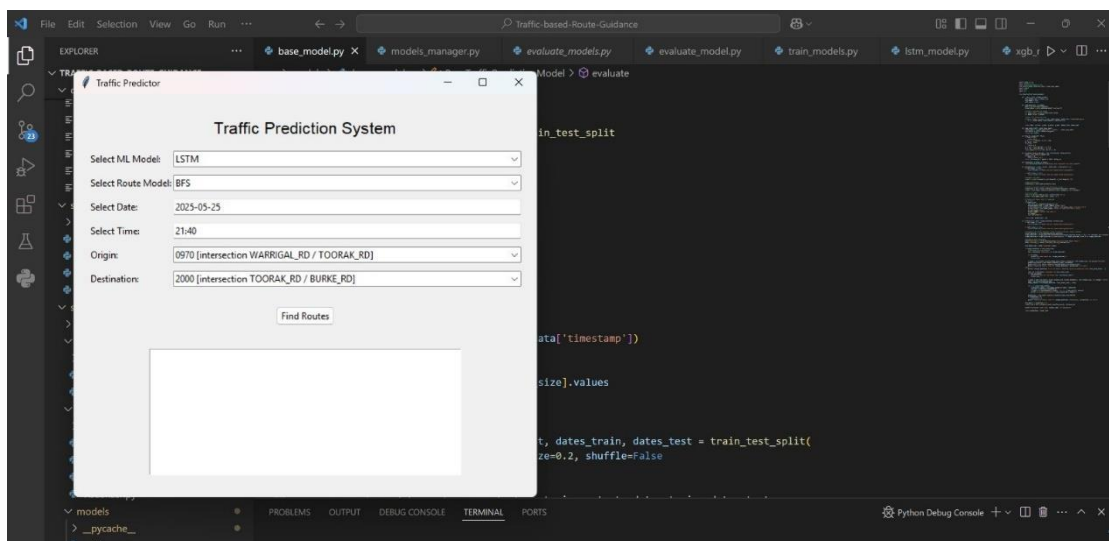 File Edit Selection View Go Run ··· Traffic-based-Route-Guidance
EXPLORER ··· base_model.py models_manager.py evaluate_models.py evaluate_model.py train_models.py lstm_model.py
Model > evaluate
Traffic Predictor
Traffic Prediction System
in_test_split
Select ML Model: LSTM
Select Route Model: BFS
Select Date: 2025-05-25
Select Time: 21:40
Origin: 0970 [intersection WARRIGAL_RD / TOORAK_RD]
Destination: 2000 [intersection TOORAK_RD / BURKE_RD]
Find Routes
ata['timestamp'])
size].values
t, dates_train, dates_test = train_test_split(
ze=0.2, shuffle=False
23
models
__pycache__
PROBLEMS OUTPUT DEBUG CONSOLE TERMINAL PORTS Python Debug Console